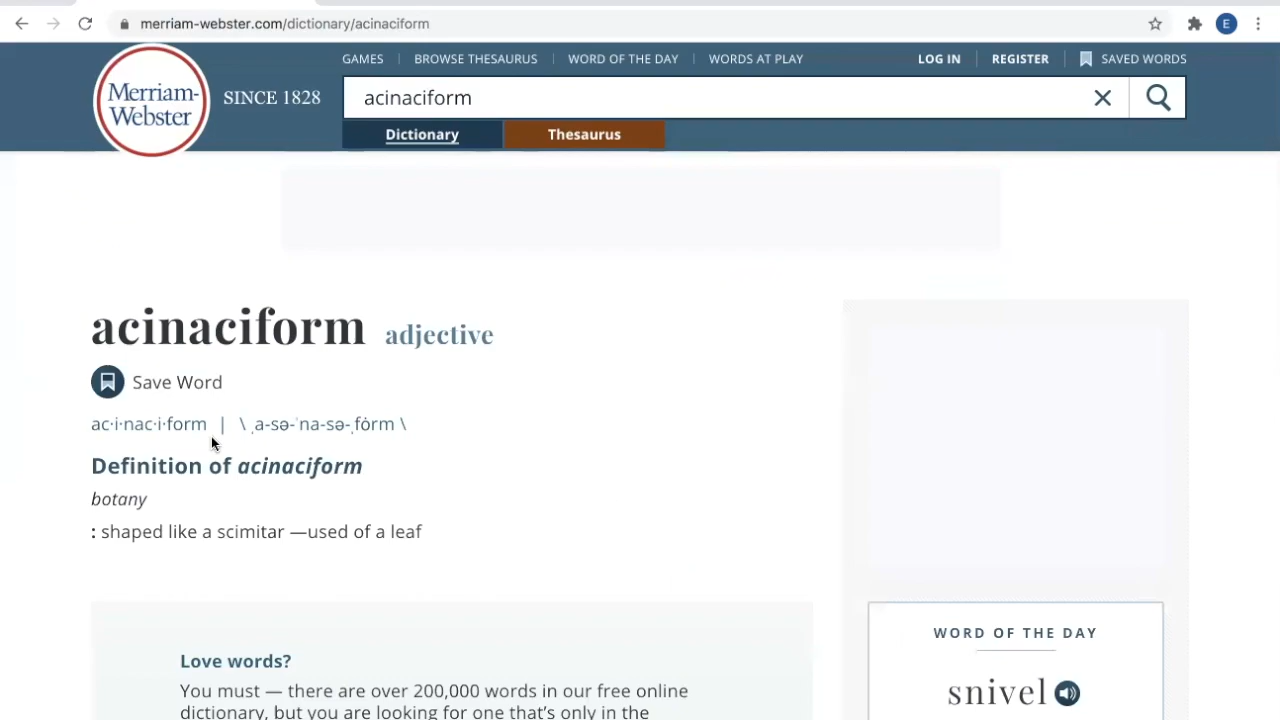 merriam-webster.com/dictionary/acinaciform
E
GAMES
BROWSE THESAURUS
WORD OF THE DAY
WORDS AT PLAY
LOG IN
REGISTER
SAVED WORDS
Merriam-
Webster
SINCE 1828
acinaciform
Dictionary
Thesaurus
acinaciform adjective
Save Word
ac·i·nac·i·form | \ ˌa-sə-ˈna-sə-ˌfȯrm \
Definition of acinaciform
botany
: shaped like a scimitar —used of a leaf
Love words?
You must — there are over 200,000 words in our free online
dictionary, but you are looking for one that's only in the
WORD OF THE DAY
snivel